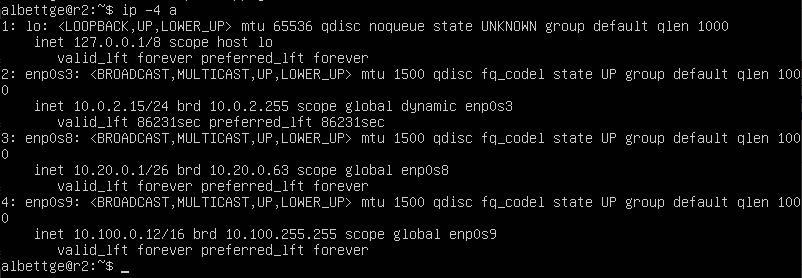 albettge@r2:~$ ip -4 a
1: lo: <LOOPBACK,UP,LOWER_UP> mtu 65536 qdisc noqueue state UNKNOWN group default qlen 1000
    inet 127.0.0.1/8 scope host lo
       valid_lft forever preferred_lft forever
2: enp0s3: <BROADCAST,MULTICAST,UP,LOWER_UP> mtu 1500 qdisc fq_codel state UP group default qlen 100
0
    inet 10.0.2.15/24 brd 10.0.2.255 scope global dynamic enp0s3
       valid_lft 86231sec preferred_lft 86231sec
3: enp0s8: <BROADCAST,MULTICAST,UP,LOWER_UP> mtu 1500 qdisc fq_codel state UP group default qlen 100
0
    inet 10.20.0.1/26 brd 10.20.0.63 scope global enp0s8
       valid_lft forever preferred_lft forever
4: enp0s9: <BROADCAST,MULTICAST,UP,LOWER_UP> mtu 1500 qdisc fq_codel state UP group default qlen 100
0
    inet 10.100.0.12/16 brd 10.100.255.255 scope global enp0s9
       valid_lft forever preferred_lft forever
albettge@r2:~$ _